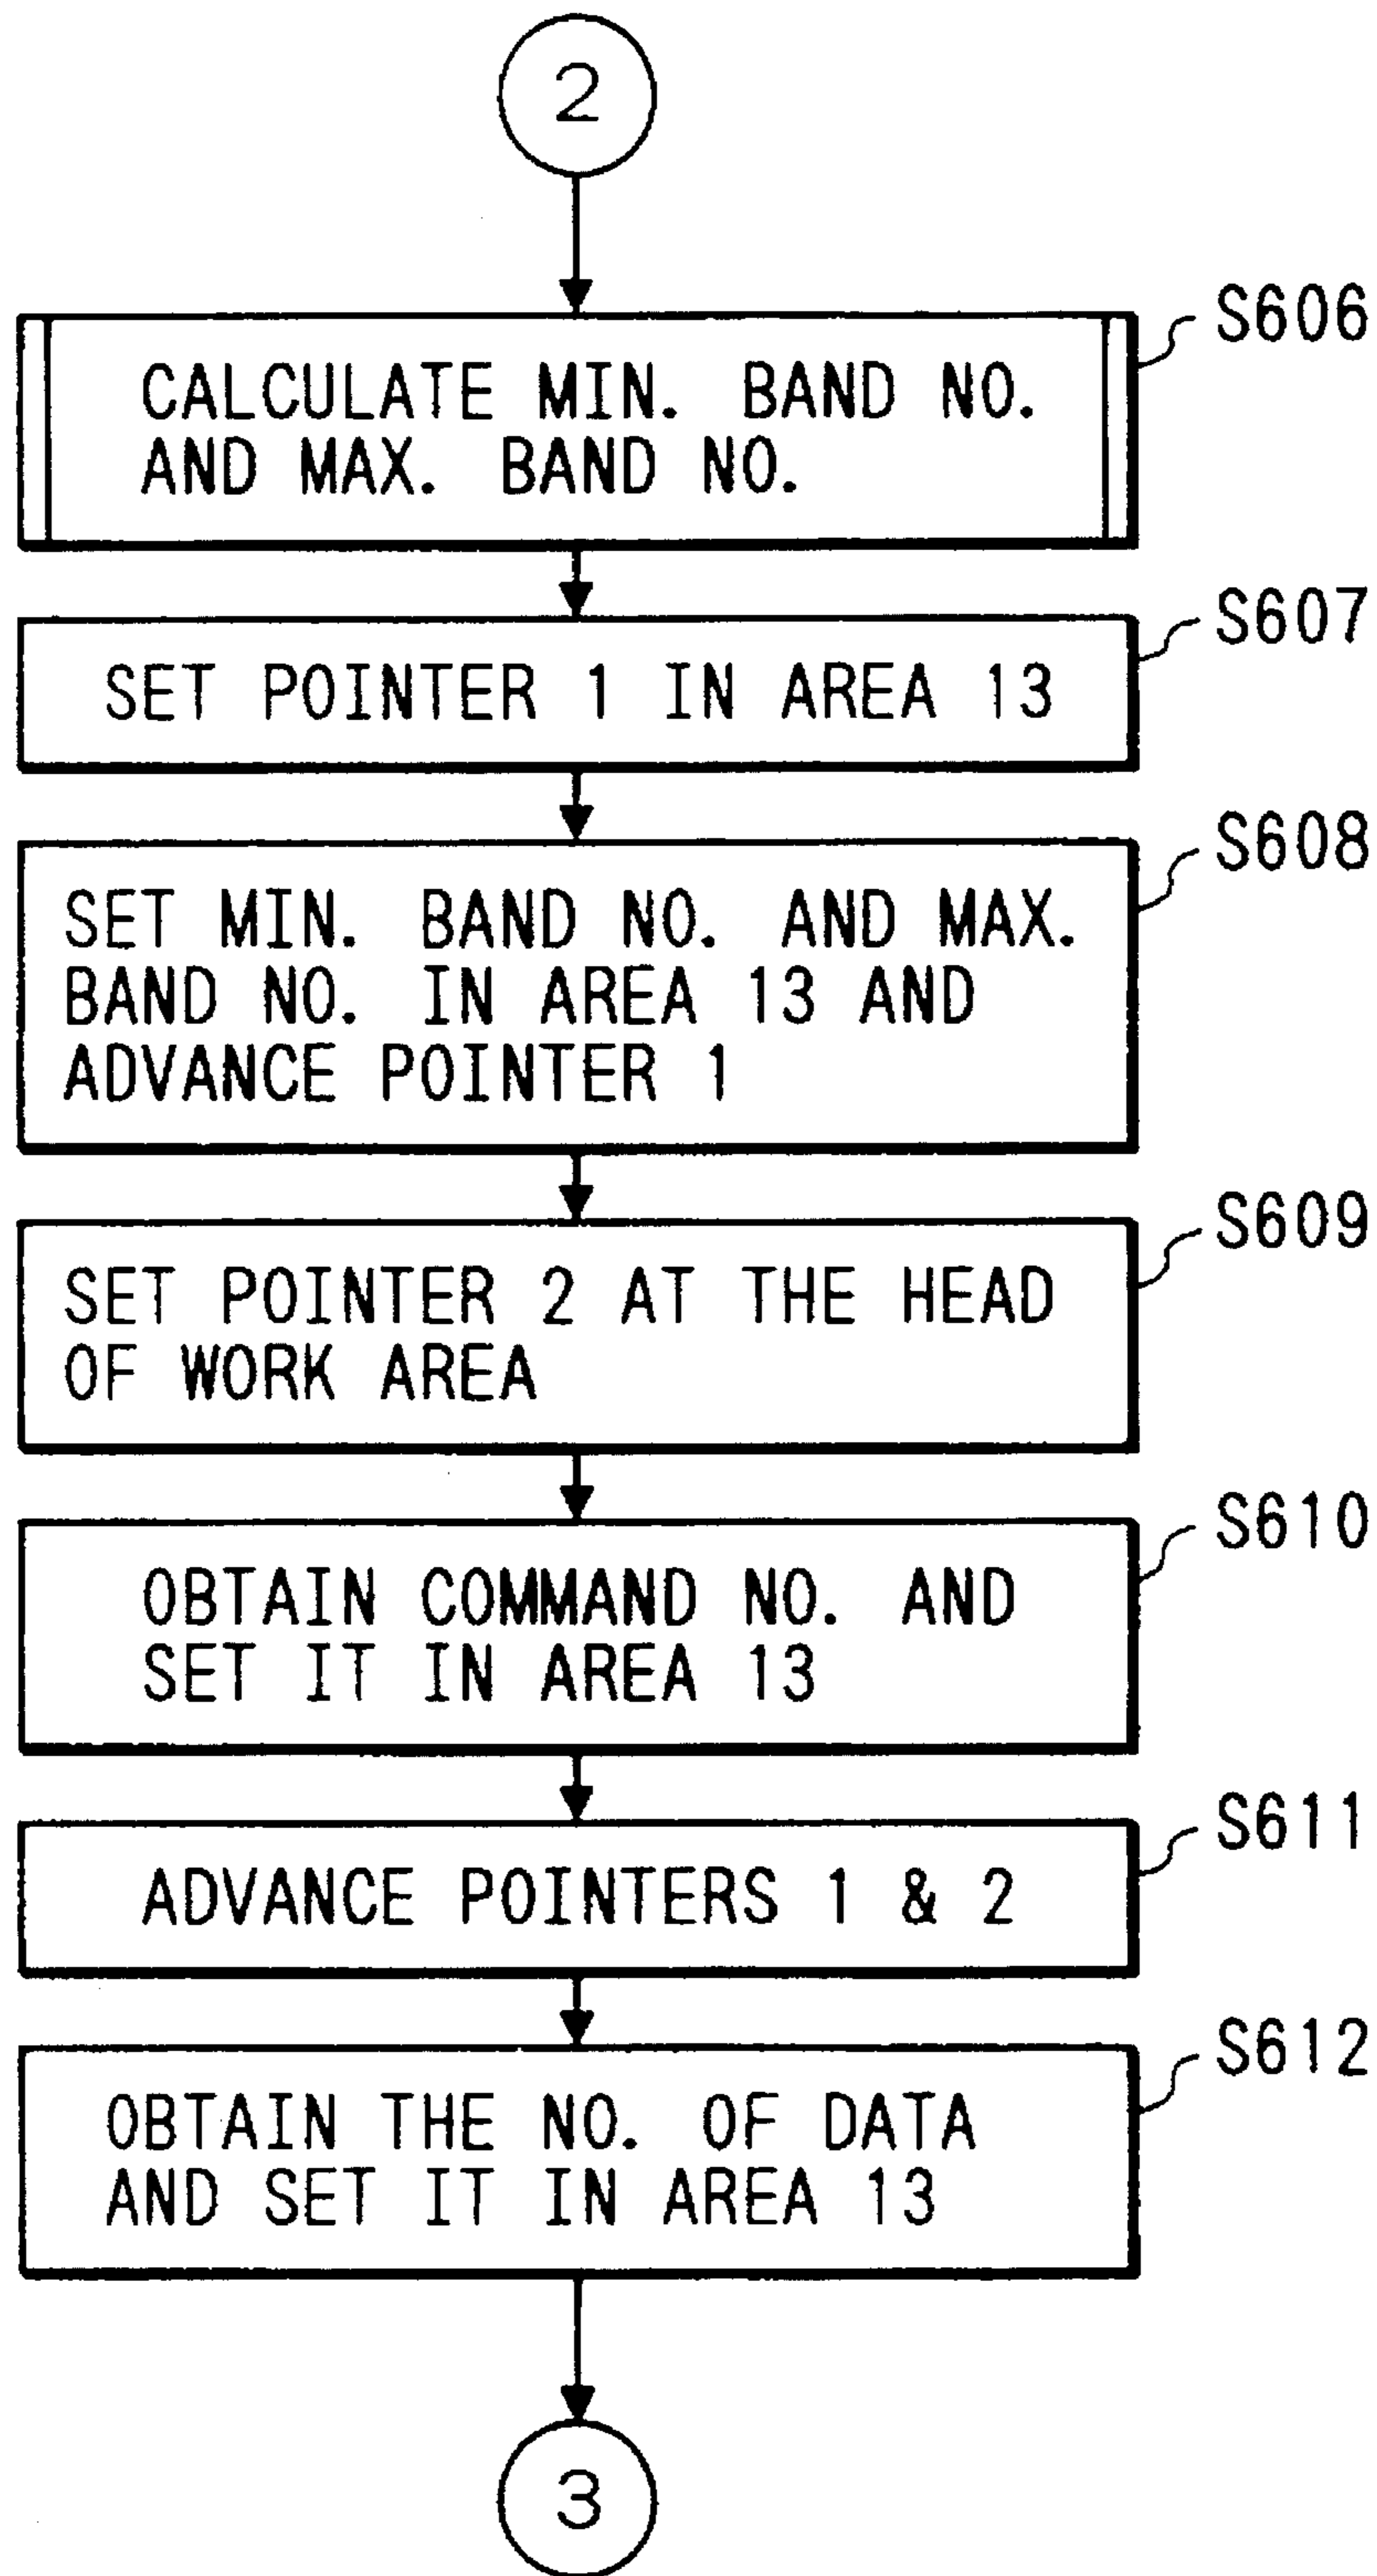 2
S606
CALCULATE MIN. BAND NO.
AND MAX. BAND NO.
S607
SET POINTER 1 IN AREA 13
S608
SET MIN. BAND NO. AND MAX.
BAND NO. IN AREA 13 AND
ADVANCE POINTER 1
S609
SET POINTER 2 AT THE HEAD
OF WORK AREA
S610
OBTAIN COMMAND NO. AND
SET IT IN AREA 13
S611
ADVANCE POINTERS 1 & 2
S612
OBTAIN THE NO. OF DATA
AND SET IT IN AREA 13
3